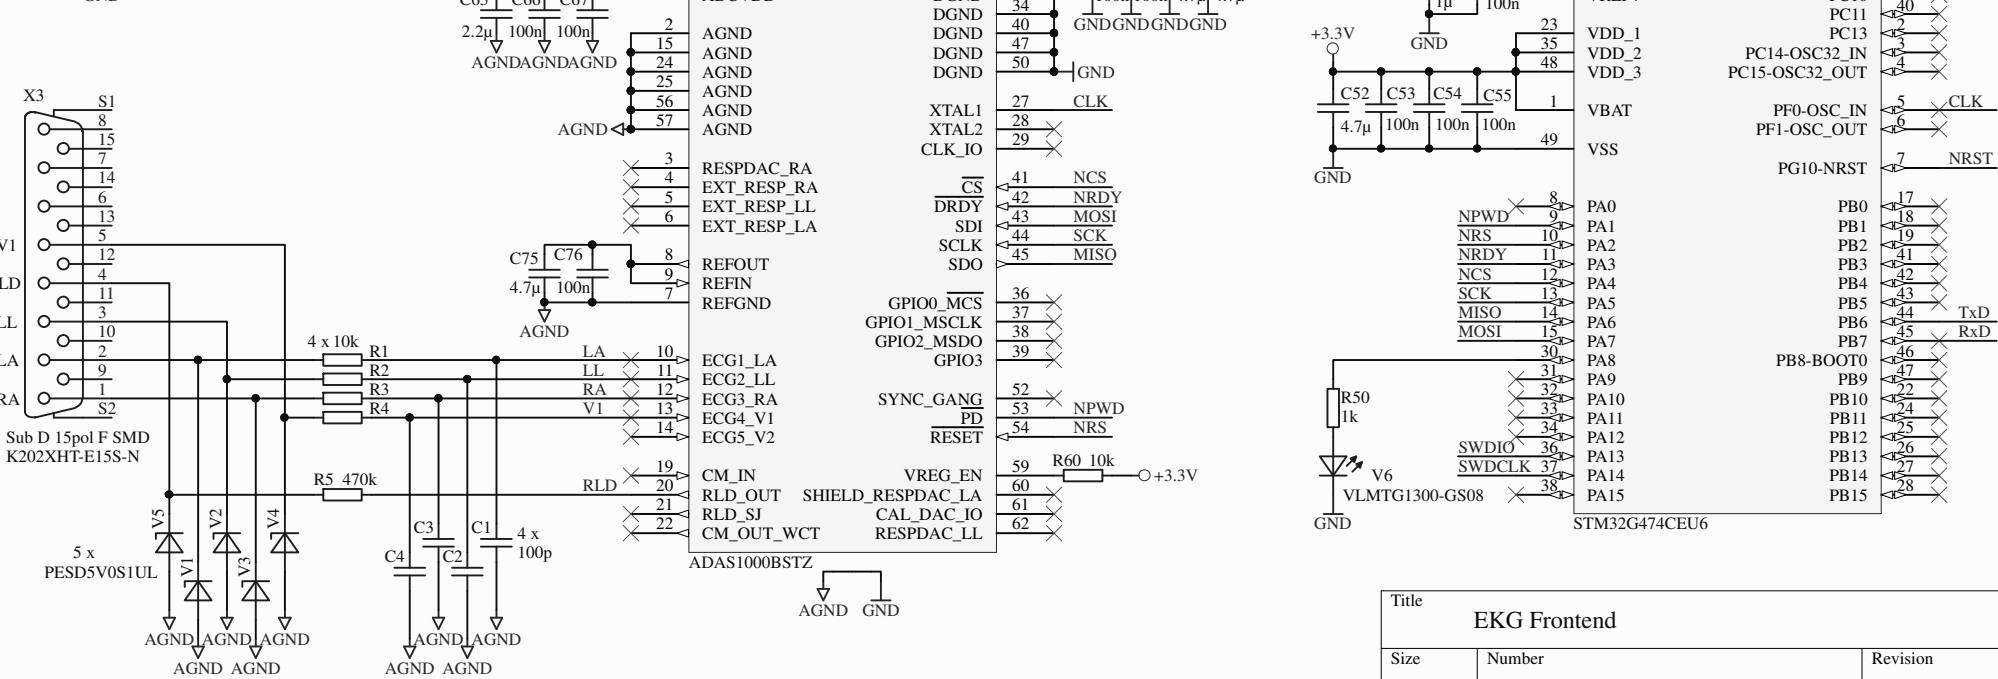 GND
2.2µ 100n 100n
AGND AGND AGND
X3
S1
8
15
7
14
6
13
5
12
4
11
3
10
2
9
1
S2
V1
LL
LA
RA
Sub D 15pol F SMD
K202XHT-E15S-N
4 x 10k
R1
R2
R3
R4
R5 470k
V5
V2
V4
V1
V3
5 x
PESD5V0S1UL
AGND AGND AGND
AGND AGND
C4
C3
C2
C1
4 x
100p
AGND AGND
AGND AGND
C75 C76
4.7µ 100n
AGND
AGND
2 AGND
15 AGND
24 AGND
25 AGND
56 AGND
57 AGND
3 RESPDAC_RA
4 EXT_RESP_RA
5 EXT_RESP_LL
6 EXT_RESP_LA
8 REFOUT
9 REFIN
7 REFGND
LA 10 ECG1_LA
LL 11 ECG2_LL
RA 12 ECG3_RA
V1 13 ECG4_V1
14 ECG5_V2
19 CM_IN
RLD 20 RLD_OUT
21 RLD_SJ
22 CM_OUT_WCT
DGND 34
DGND 40
DGND 47
DGND 50 GND
XTAL1 27 CLK
XTAL2 28
CLK_IO 29
CS 41 NCS
DRDY 42 NRDY
SDI 43 MOSI
SCLK 44 SCK
SDO 45 MISO
GPIO0_MCS 36
GPIO1_MSCLK 37
GPIO2_MSDO 38
GPIO3 39
SYNC_GANG 52
PD 53 NPWD
RESET 54 NRS
VREG_EN 59 R60 10k +3.3V
SHIELD_RESPDAC_LA 60
CAL_DAC_IO 61
RESPDAC_LL 62
ADAS1000BSTZ
AGND GND
GND GND GND GND
+3.3V
1µ 100n
GND
C52 C53 C54 C55
4.7µ 100n 100n 100n
GND
23 VDD_1
35 VDD_2
48 VDD_3
1 VBAT
49 VSS
8 PA0
NPWD 9 PA1
NRS 10 PA2
NRDY 11 PA3
NCS 12 PA4
SCK 13 PA5
MISO 14 PA6
MOSI 15 PA7
30 PA8
31 PA9
32 PA10
33 PA11
34 PA12
SWDIO 36 PA13
SWDCLK 37 PA14
38 PA15
R50
1k
V6
VLMTG1300-GS08
GND
PC11 40
PC13 2
PC14-OSC32_IN 3
PC15-OSC32_OUT 4
PF0-OSC_IN 5 CLK
PF1-OSC_OUT 6
PG10-NRST 7 NRST
PB0 17
PB1 18
PB2 19
PB3 41
PB4 42
PB5 43
PB6 44 TxD
PB7 45 RxD
PB8-BOOT0 46
PB9 47
PB10 22
PB11 24
PB12 25
PB13 26
PB14 27
PB15 28
STM32G474CEU6
Title
EKG Frontend
Size Number Revision